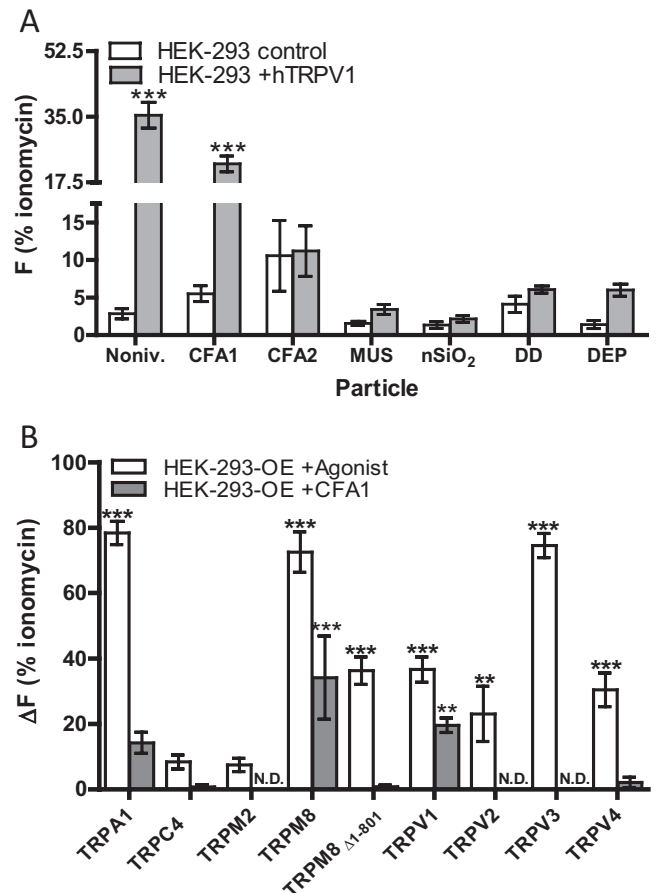 A
HEK-293 control
HEK-293 +hTRPV1
F (% ionomycin)
52.5
35.0
17.5
15
10
5
0
***
***
Noniv. CFA1 CFA2 MUS nSiO2 DD DEP
Particle
B
HEK-293-OE +Agonist
HEK-293-OE +CFA1
ΔF (% ionomycin)
100
80
60
40
20
0
***
***
***
***
***
**
**
***
***
N.D.
N.D.
N.D.
TRPA1
TRPC4
TRPM2
TRPM8
TRPM8 Δ1-801
TRPV1
TRPV2
TRPV3
TRPV4